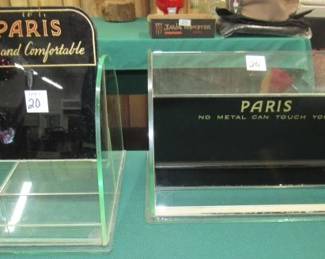 PARIS
and Comfortable
20
PARIS
NO METAL CAN TOUCH YOU